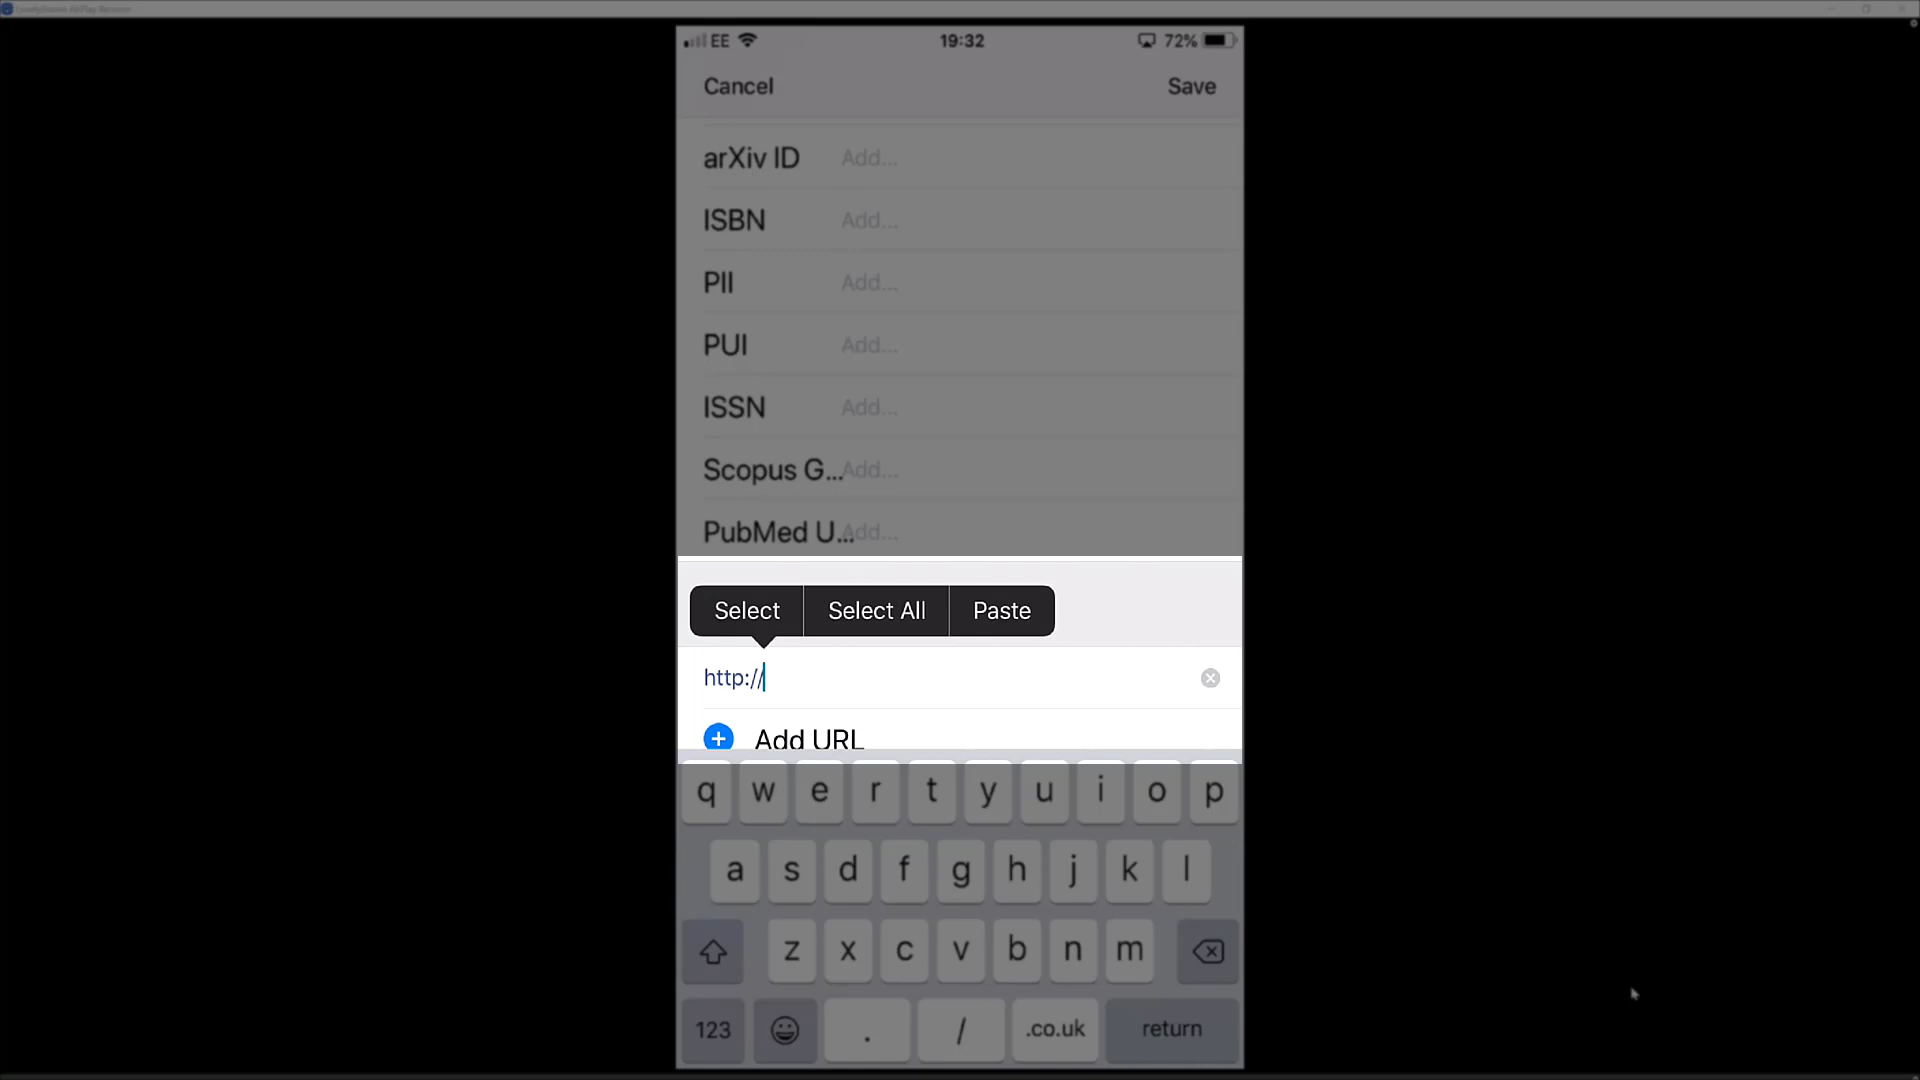 EE 19:32 72%
Cancel Save
arXiv ID Add...
ISBN Add...
PII Add...
PUI Add...
ISSN Add...
Scopus G... Add...
PubMed U... Add...
Select Select All Paste
http://
Add URL
q w e r t y u i o p
a s d f g h j k l
z x c v b n m
123 . / .co.uk return